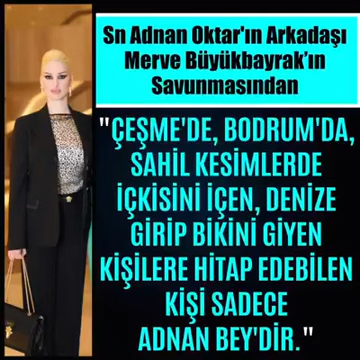 Sn Adnan Oktar'ın Arkadaşı
Merve Büyükbayrak'ın
Savunmasından
"ÇEŞME'DE, BODRUM'DA,
SAHİL KESİMLERDE
İÇKİSİNİ İÇEN, DENİZE
GİRİP BİKİNİ GİYEN
KİŞİLERE HİTAP EDEBİLEN
KİŞİ SADECE
ADNAN BEY'DİR."